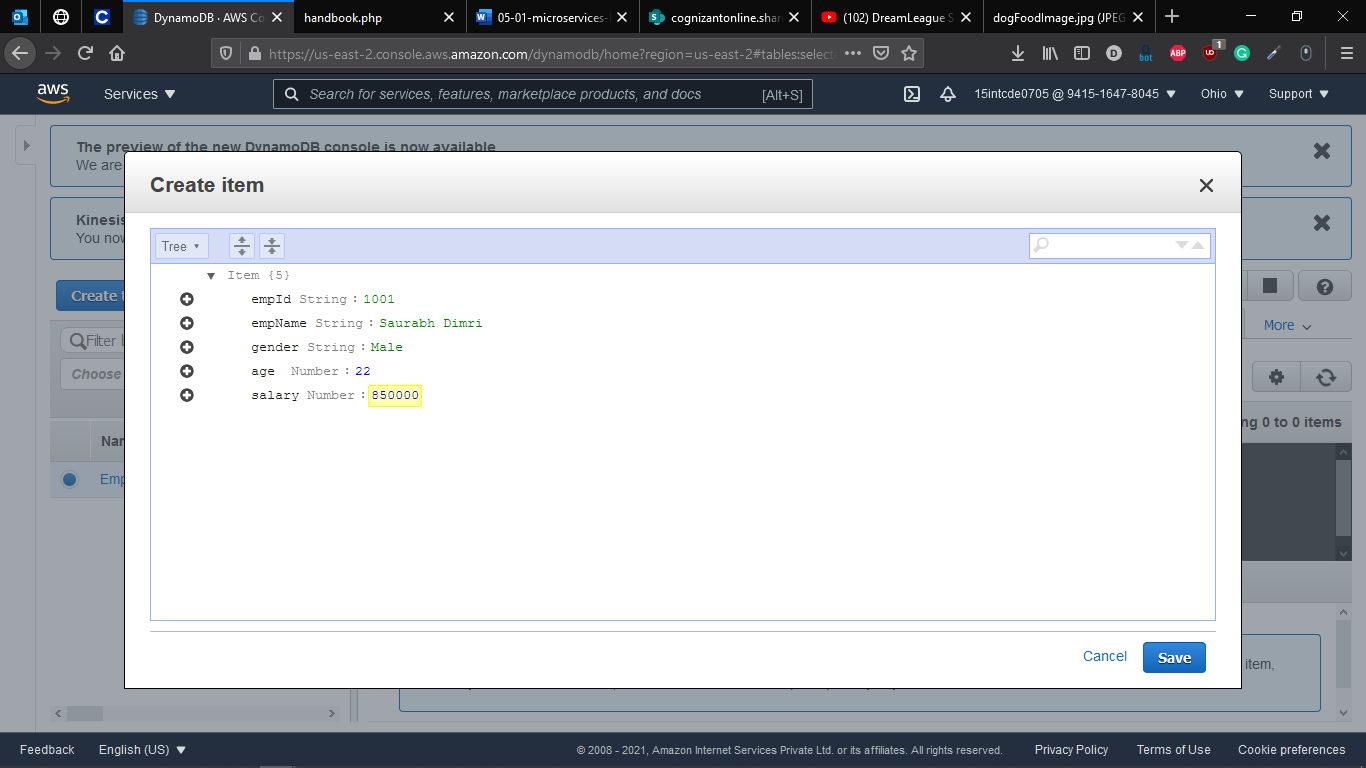 DynamoDB · AWS Co
handbook.php
05-01-microservices-
cognizantonline.shar
(102) DreamLeague S
dogFoodImage.jpg (JPEG
https://us-east-2.console.aws.amazon.com/dynamodb/home?region=us-east-2#tables:select
bot
ABP
1
aws
Services
Search for services, features, marketplace products, and docs
[Alt+S]
15intcde0705 @ 9415-1647-8045
Ohio
Support
The preview of the new DynamoDB console is now available
We are
Kinesis
You now
Create item
Tree
Item {5}
empId String : 1001
empName String : Saurabh Dimri
gender String : Male
age Number : 22
salary Number : 850000
Cancel
Save
Create t
Filter
Choose
Nar
Emp
More
ng 0 to 0 items
item,
Feedback
English (US)
© 2008 - 2021, Amazon Internet Services Private Ltd. or its affiliates. All rights reserved.
Privacy Policy
Terms of Use
Cookie preferences